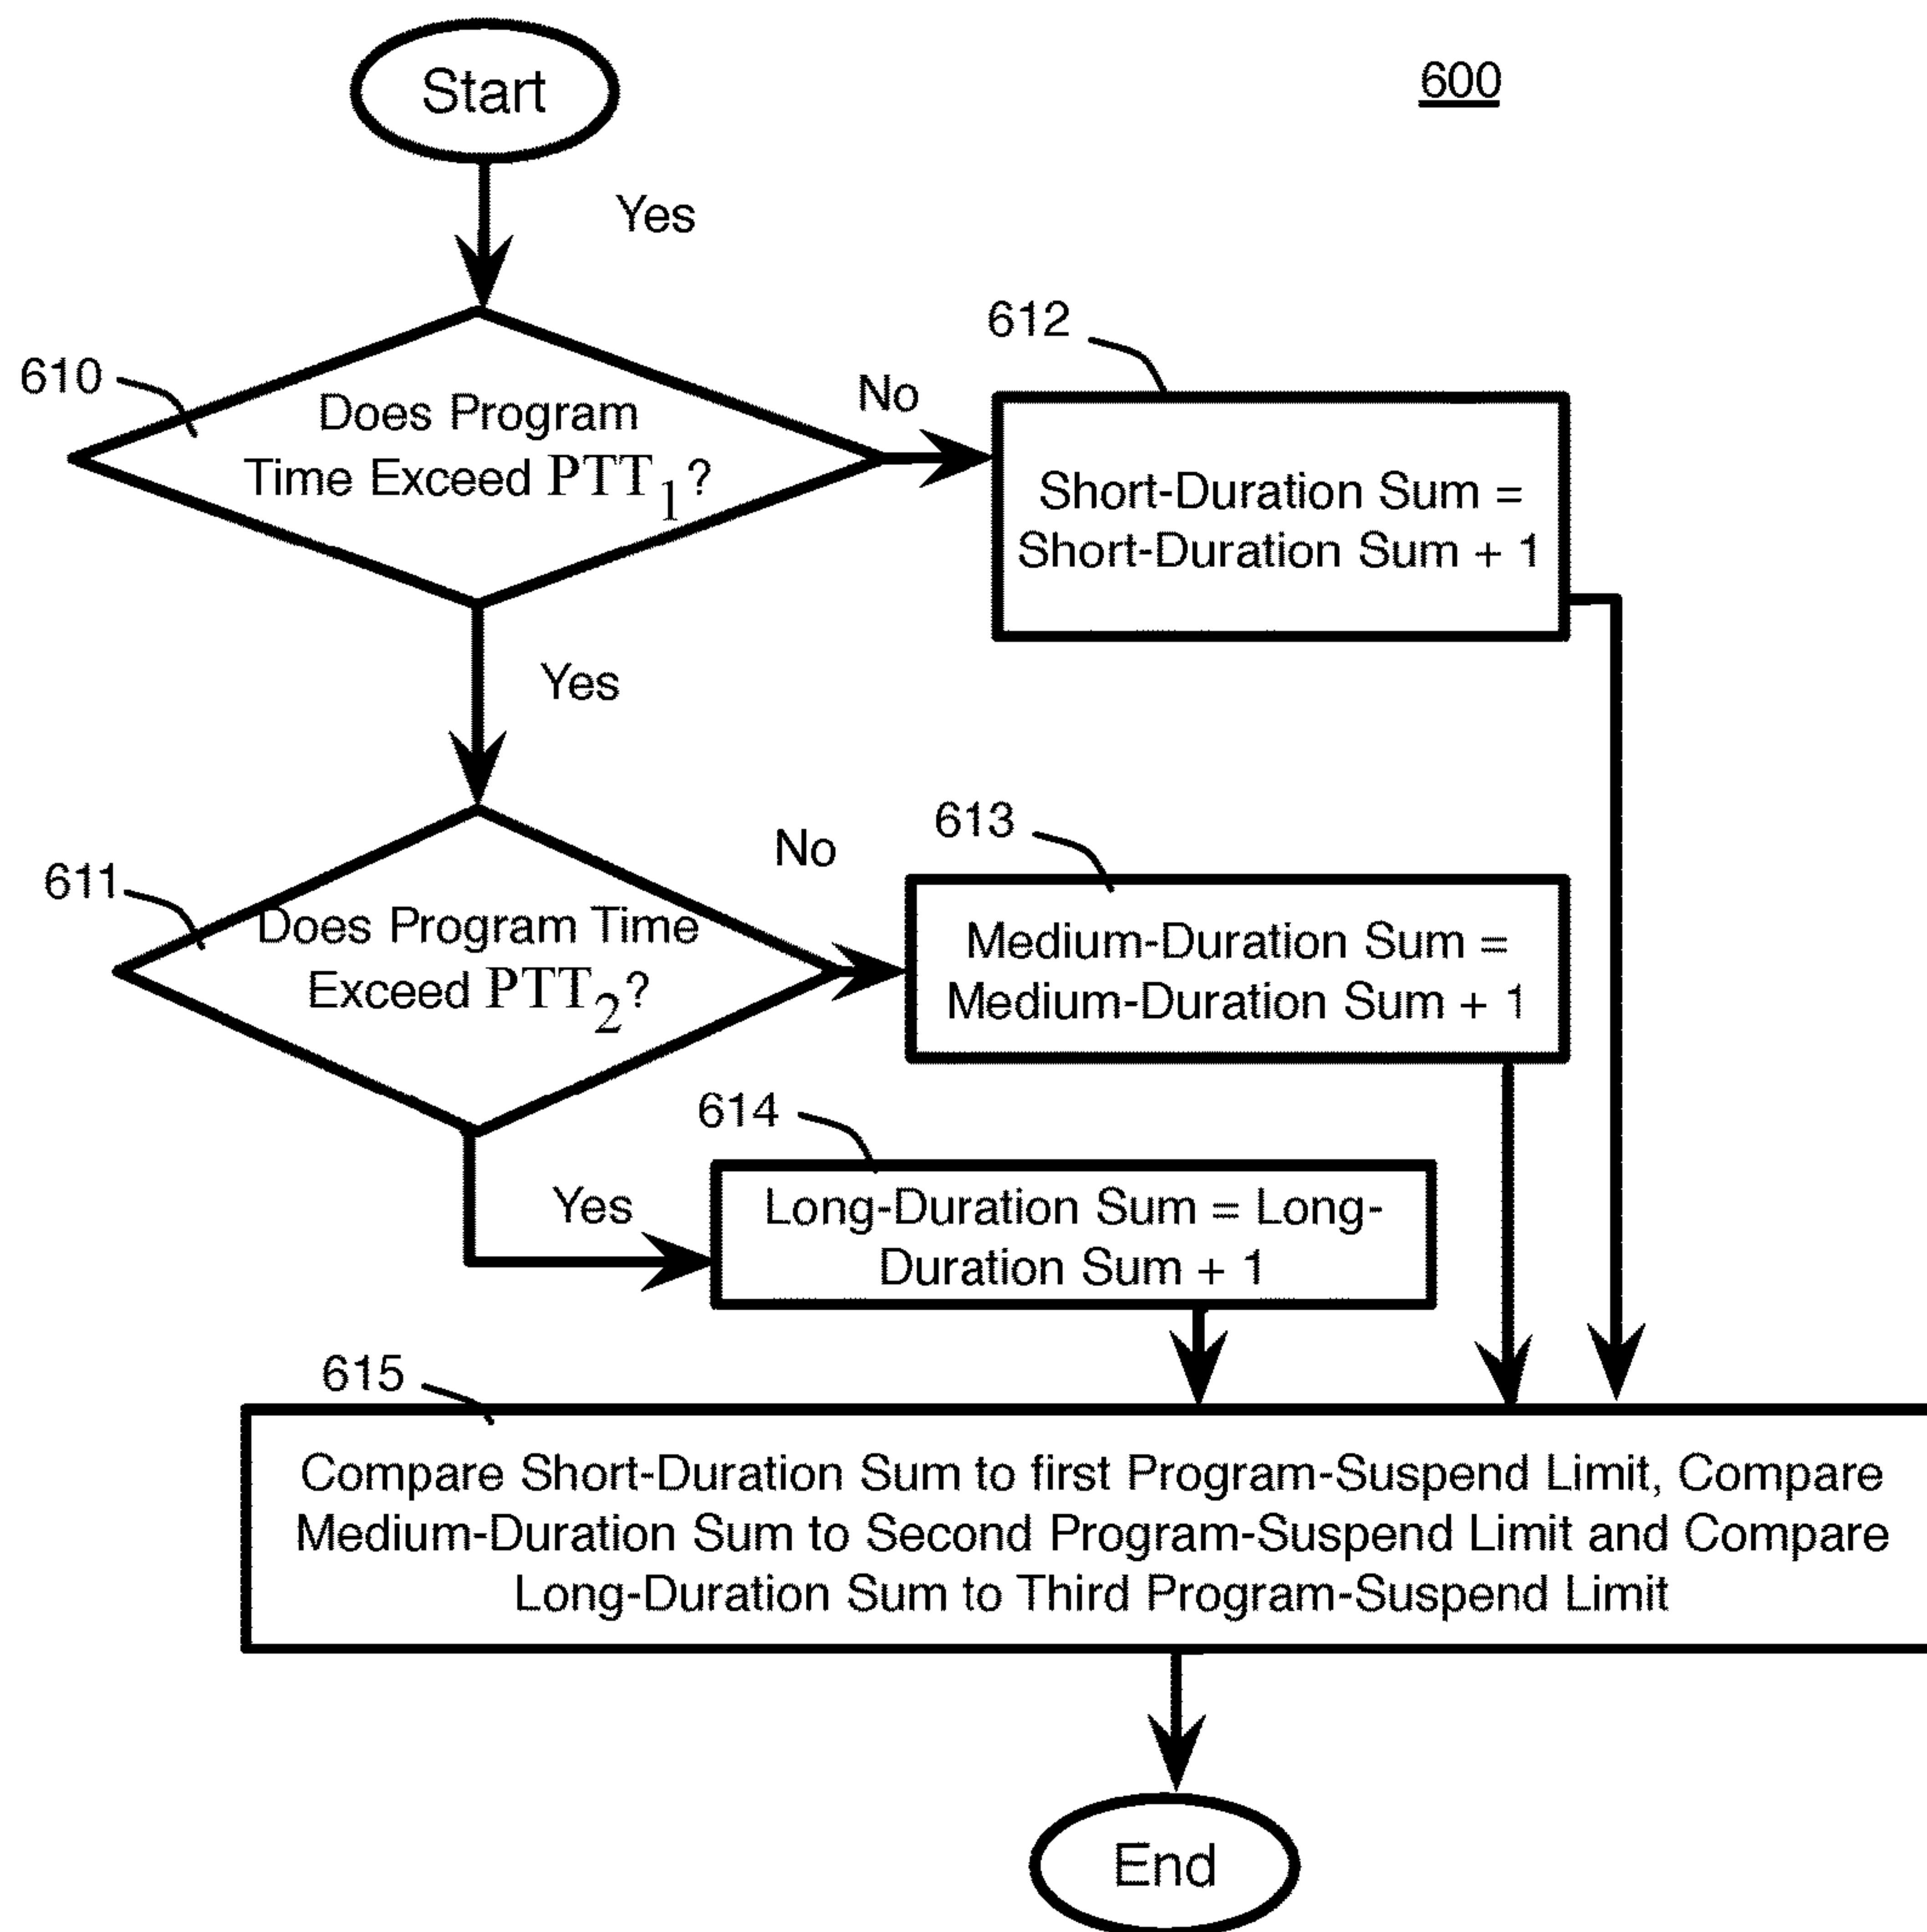 Start
600
Yes
610
Does Program
Time Exceed PTT₁?
No
612
Short-Duration Sum =
Short-Duration Sum + 1
Yes
611
Does Program Time
Exceed PTT₂?
No
613
Medium-Duration Sum =
Medium-Duration Sum + 1
614
Yes
Long-Duration Sum = Long-
Duration Sum + 1
615
Compare Short-Duration Sum to first Program-Suspend Limit, Compare
Medium-Duration Sum to Second Program-Suspend Limit and Compare
Long-Duration Sum to Third Program-Suspend Limit
End